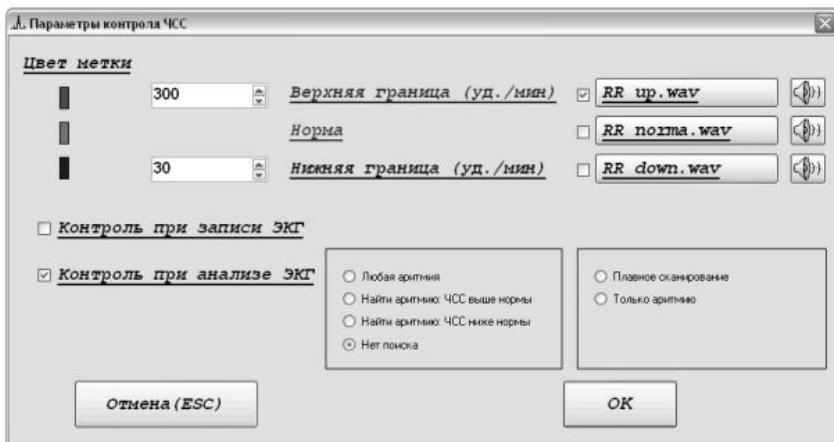 Параметры контроля ЧСС
Цвет метки
300 Верхняя граница (уд./мин) RR up.wav
Норма RR norma.wav
30 Нижняя граница (уд./мин) RR down.wav
Контроль при записи ЭКГ
Контроль при анализе ЭКГ
Любая аритмия
Найти аритмию: ЧСС выше нормы
Найти аритмию: ЧСС ниже нормы
Нет поиска
Плавное сканирование
Только аритмию
Отмена(ESC) OK